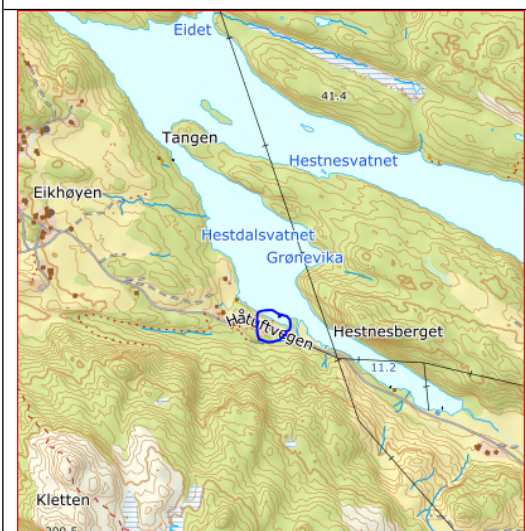 Eidet
41.4
Tangen
Hestnesvatnet
Eikhøyen
Hestdalsvatnet
Grønevika
Håtuftvegen
Hestnesberget
11.2
Kletten